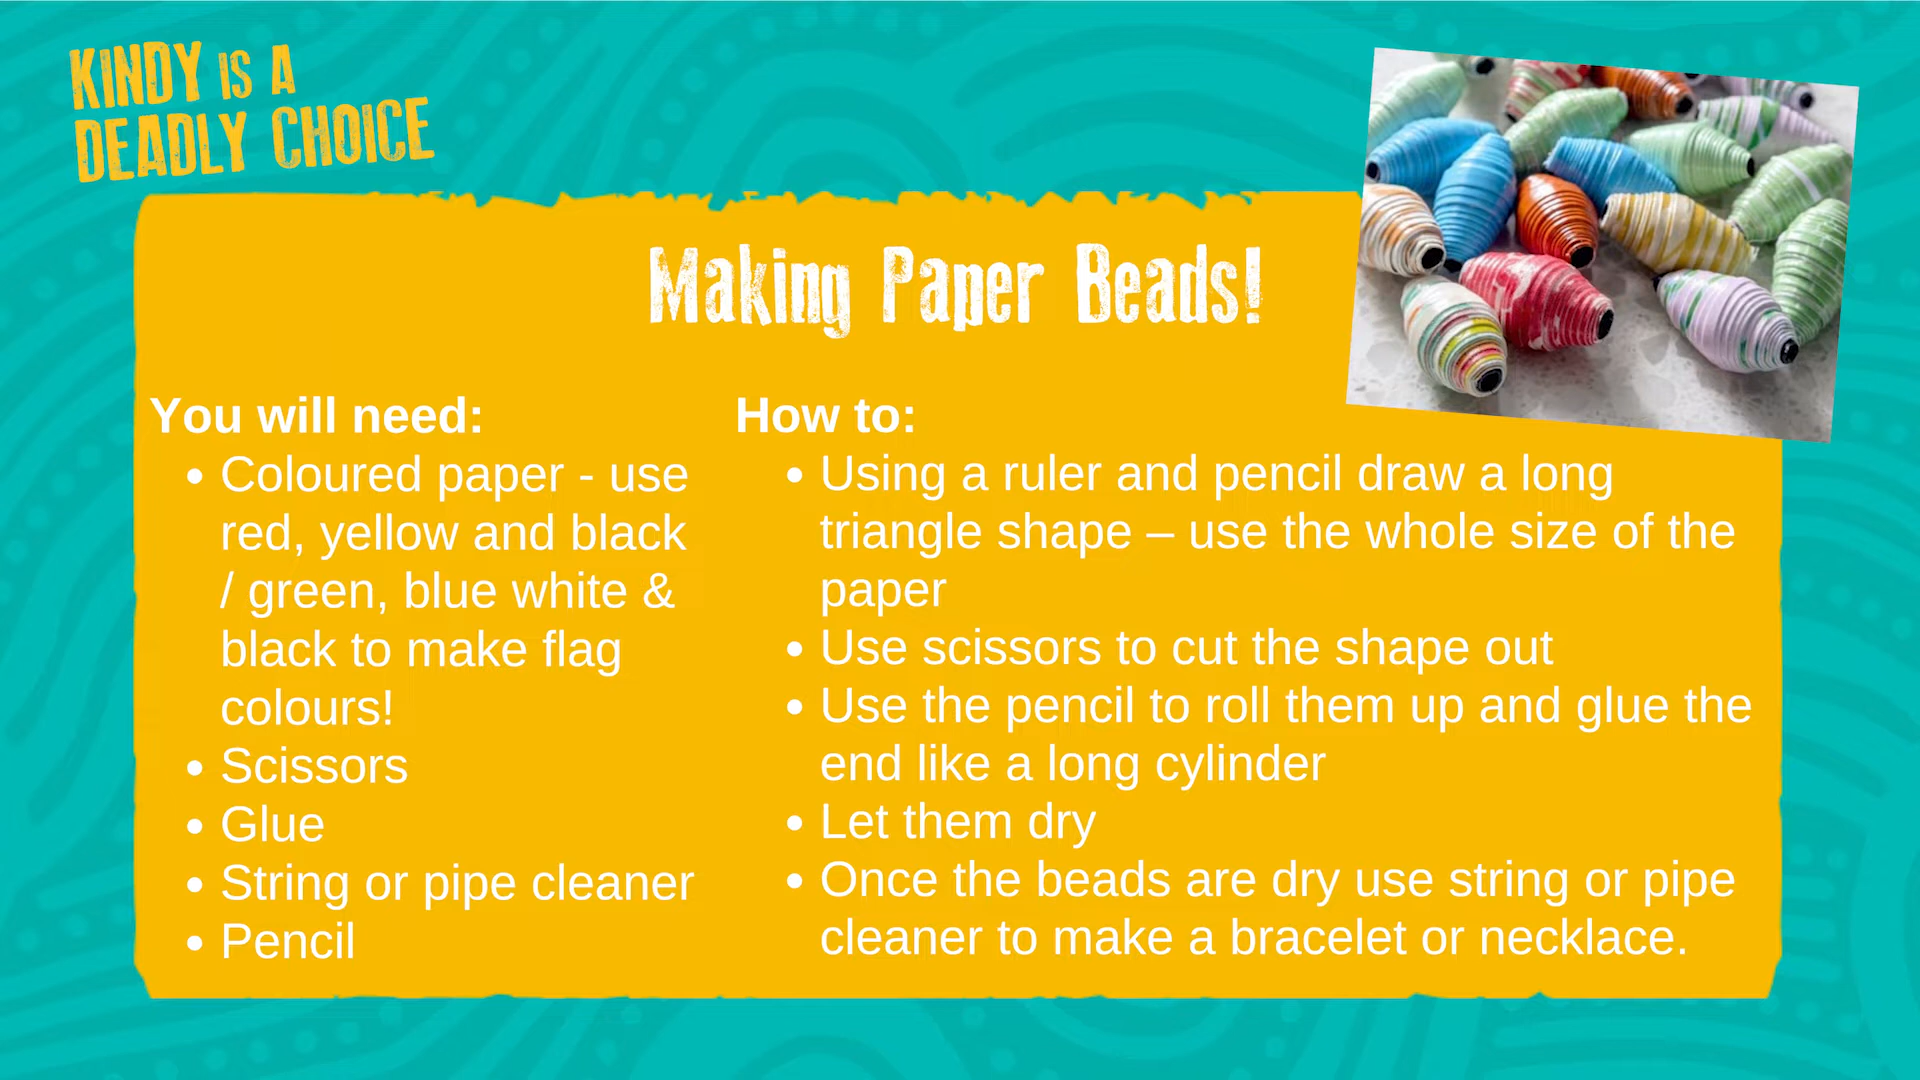 KINDY IS A
DEADLY CHOICE
Making Paper Beads!
You will need:
• Coloured paper - use
red, yellow and black
/ green, blue white &
black to make flag
colours!
• Scissors
• Glue
• String or pipe cleaner
• Pencil
How to:
• Using a ruler and pencil draw a long
triangle shape – use the whole size of the
paper
• Use scissors to cut the shape out
• Use the pencil to roll them up and glue the
end like a long cylinder
• Let them dry
• Once the beads are dry use string or pipe
cleaner to make a bracelet or necklace.